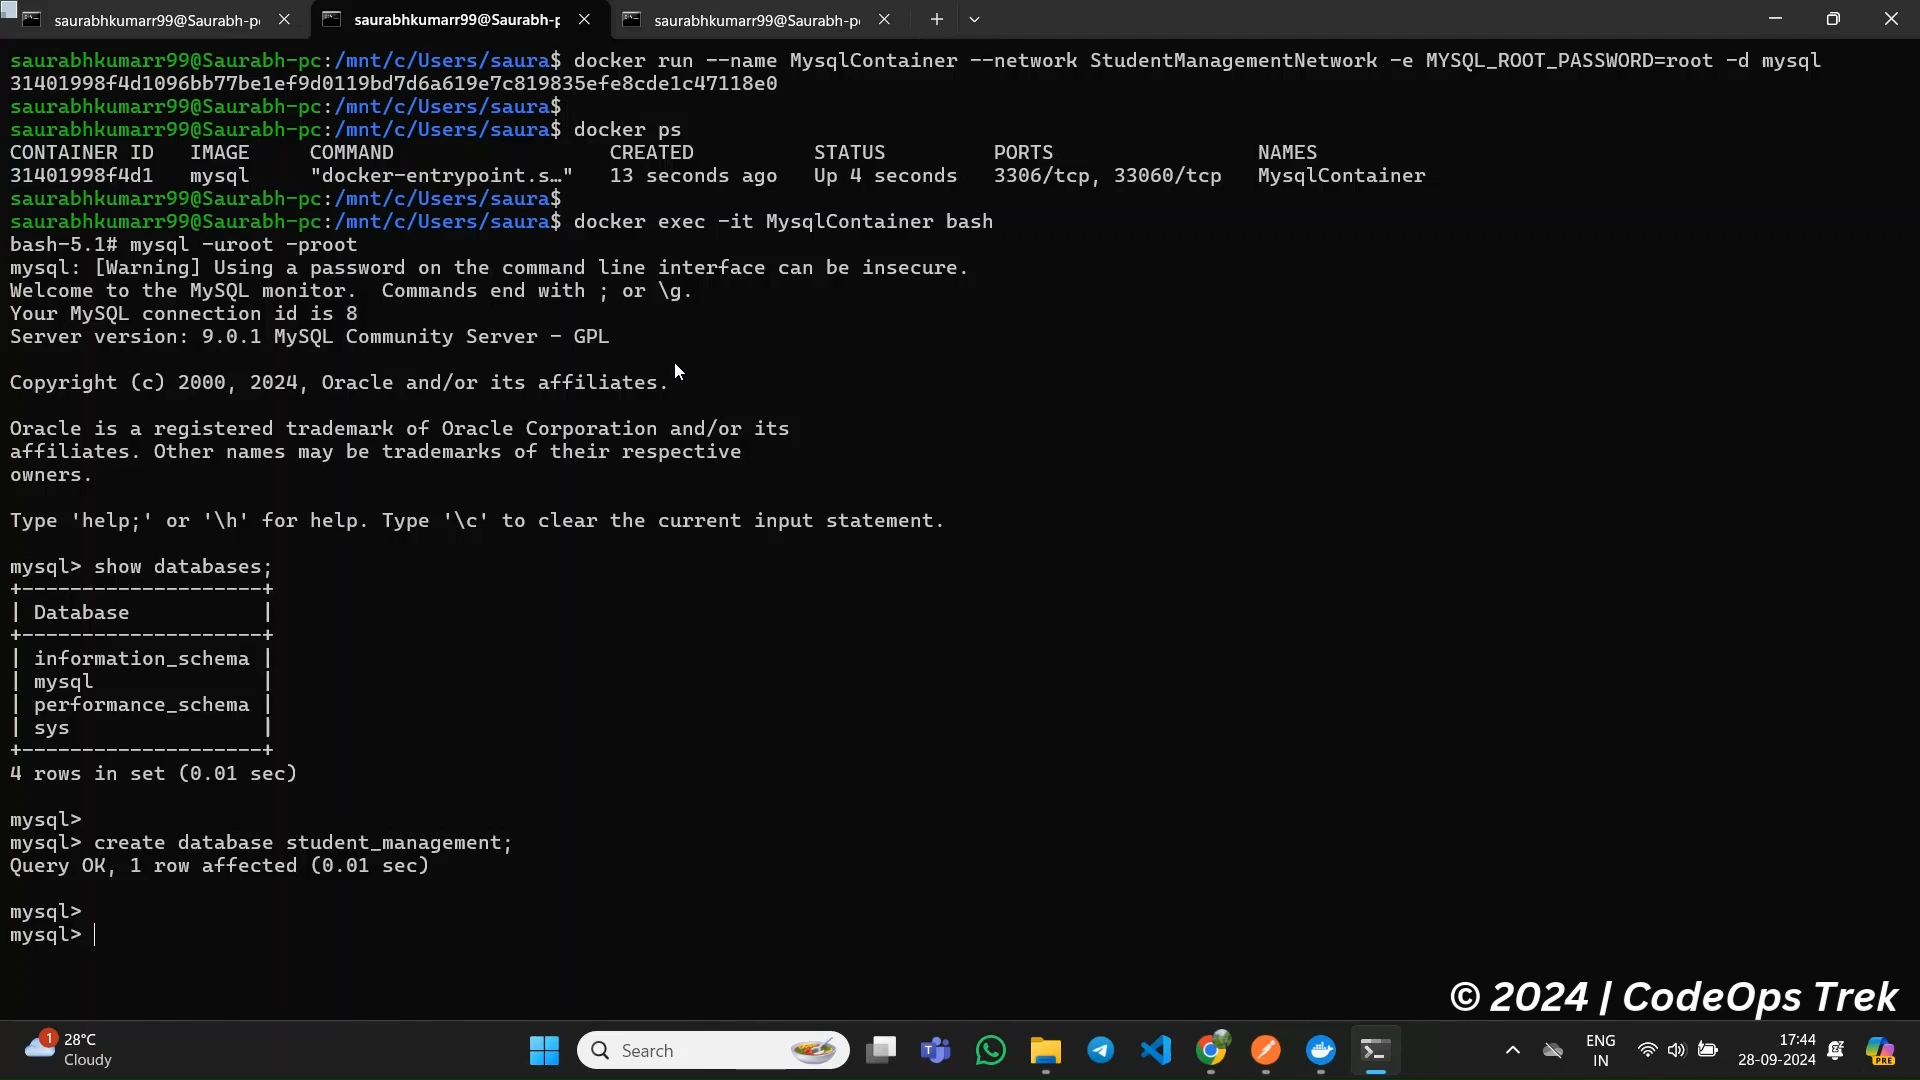 saurabhkumarr99@Saurabh-pc
saurabhkumarr99@Saurabh-p
saurabhkumarr99@Saurabh-pc
saurabhkumarr99@Saurabh-pc:/mnt/c/Users/saura$ docker run --name MysqlContainer --network StudentManagementNetwork -e MYSQL_ROOT_PASSWORD=root -d mysql
31401998f4d1096bb77be1ef9d0119bd7d6a619e7c819835efe8cde1c47118e0
saurabhkumarr99@Saurabh-pc:/mnt/c/Users/saura$
saurabhkumarr99@Saurabh-pc:/mnt/c/Users/saura$ docker ps
CONTAINER ID   IMAGE     COMMAND                  CREATED          STATUS         PORTS                 NAMES
31401998f4d1   mysql     "docker-entrypoint.s…"   13 seconds ago   Up 4 seconds   3306/tcp, 33060/tcp   MysqlContainer
saurabhkumarr99@Saurabh-pc:/mnt/c/Users/saura$
saurabhkumarr99@Saurabh-pc:/mnt/c/Users/saura$ docker exec -it MysqlContainer bash
bash-5.1# mysql -uroot -proot
mysql: [Warning] Using a password on the command line interface can be insecure.
Welcome to the MySQL monitor.  Commands end with ; or \g.
Your MySQL connection id is 8
Server version: 9.0.1 MySQL Community Server - GPL
Copyright (c) 2000, 2024, Oracle and/or its affiliates.
Oracle is a registered trademark of Oracle Corporation and/or its
affiliates. Other names may be trademarks of their respective
owners.
Type 'help;' or '\h' for help. Type '\c' to clear the current input statement.
mysql> show databases;
+--------------------+
| Database           |
+--------------------+
| information_schema |
| mysql              |
| performance_schema |
| sys                |
+--------------------+
4 rows in set (0.01 sec)
mysql>
mysql> create database student_management;
Query OK, 1 row affected (0.01 sec)
mysql>
mysql>
© 2024 | CodeOps Trek
1
28°C
Cloudy
Search
ENG
IN
17:44
28-09-2024
PRE